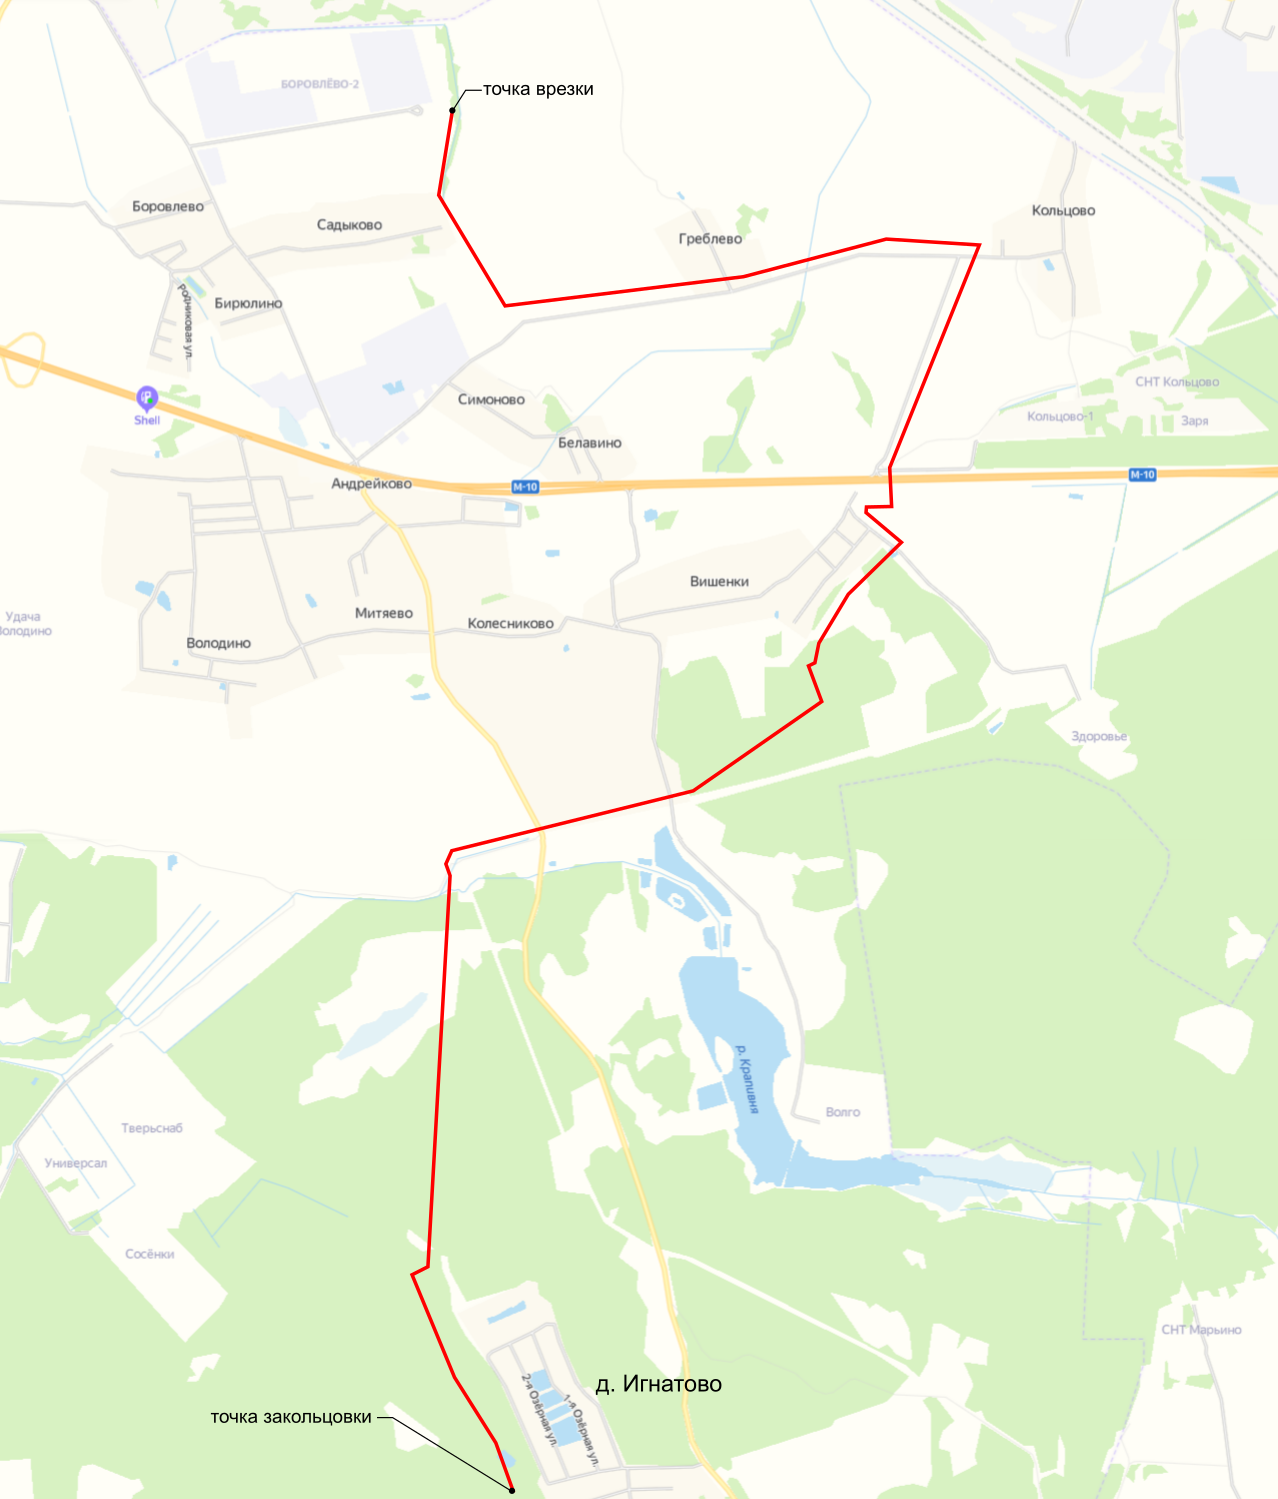 БОРОВЛЁВО-2
точка врезки
Боровлево
Садыково
Кольцово
Греблево
Родниковая ул.
Бирюлино
СНТ Кольцово
Shell
Симоново
Кольцово-1
Заря
Белавино
М-10
М-10
Андрейково
Вишенки
Удача
Володино
Митяево
Колесниково
Володино
Здоровье
р. Крапивня
Волго
Тверьснаб
Универсал
Сосёнки
СНТ Марьино
д. Игнатово
2-я Озёрная ул.
1-я Озёрная ул.
точка закольцовки